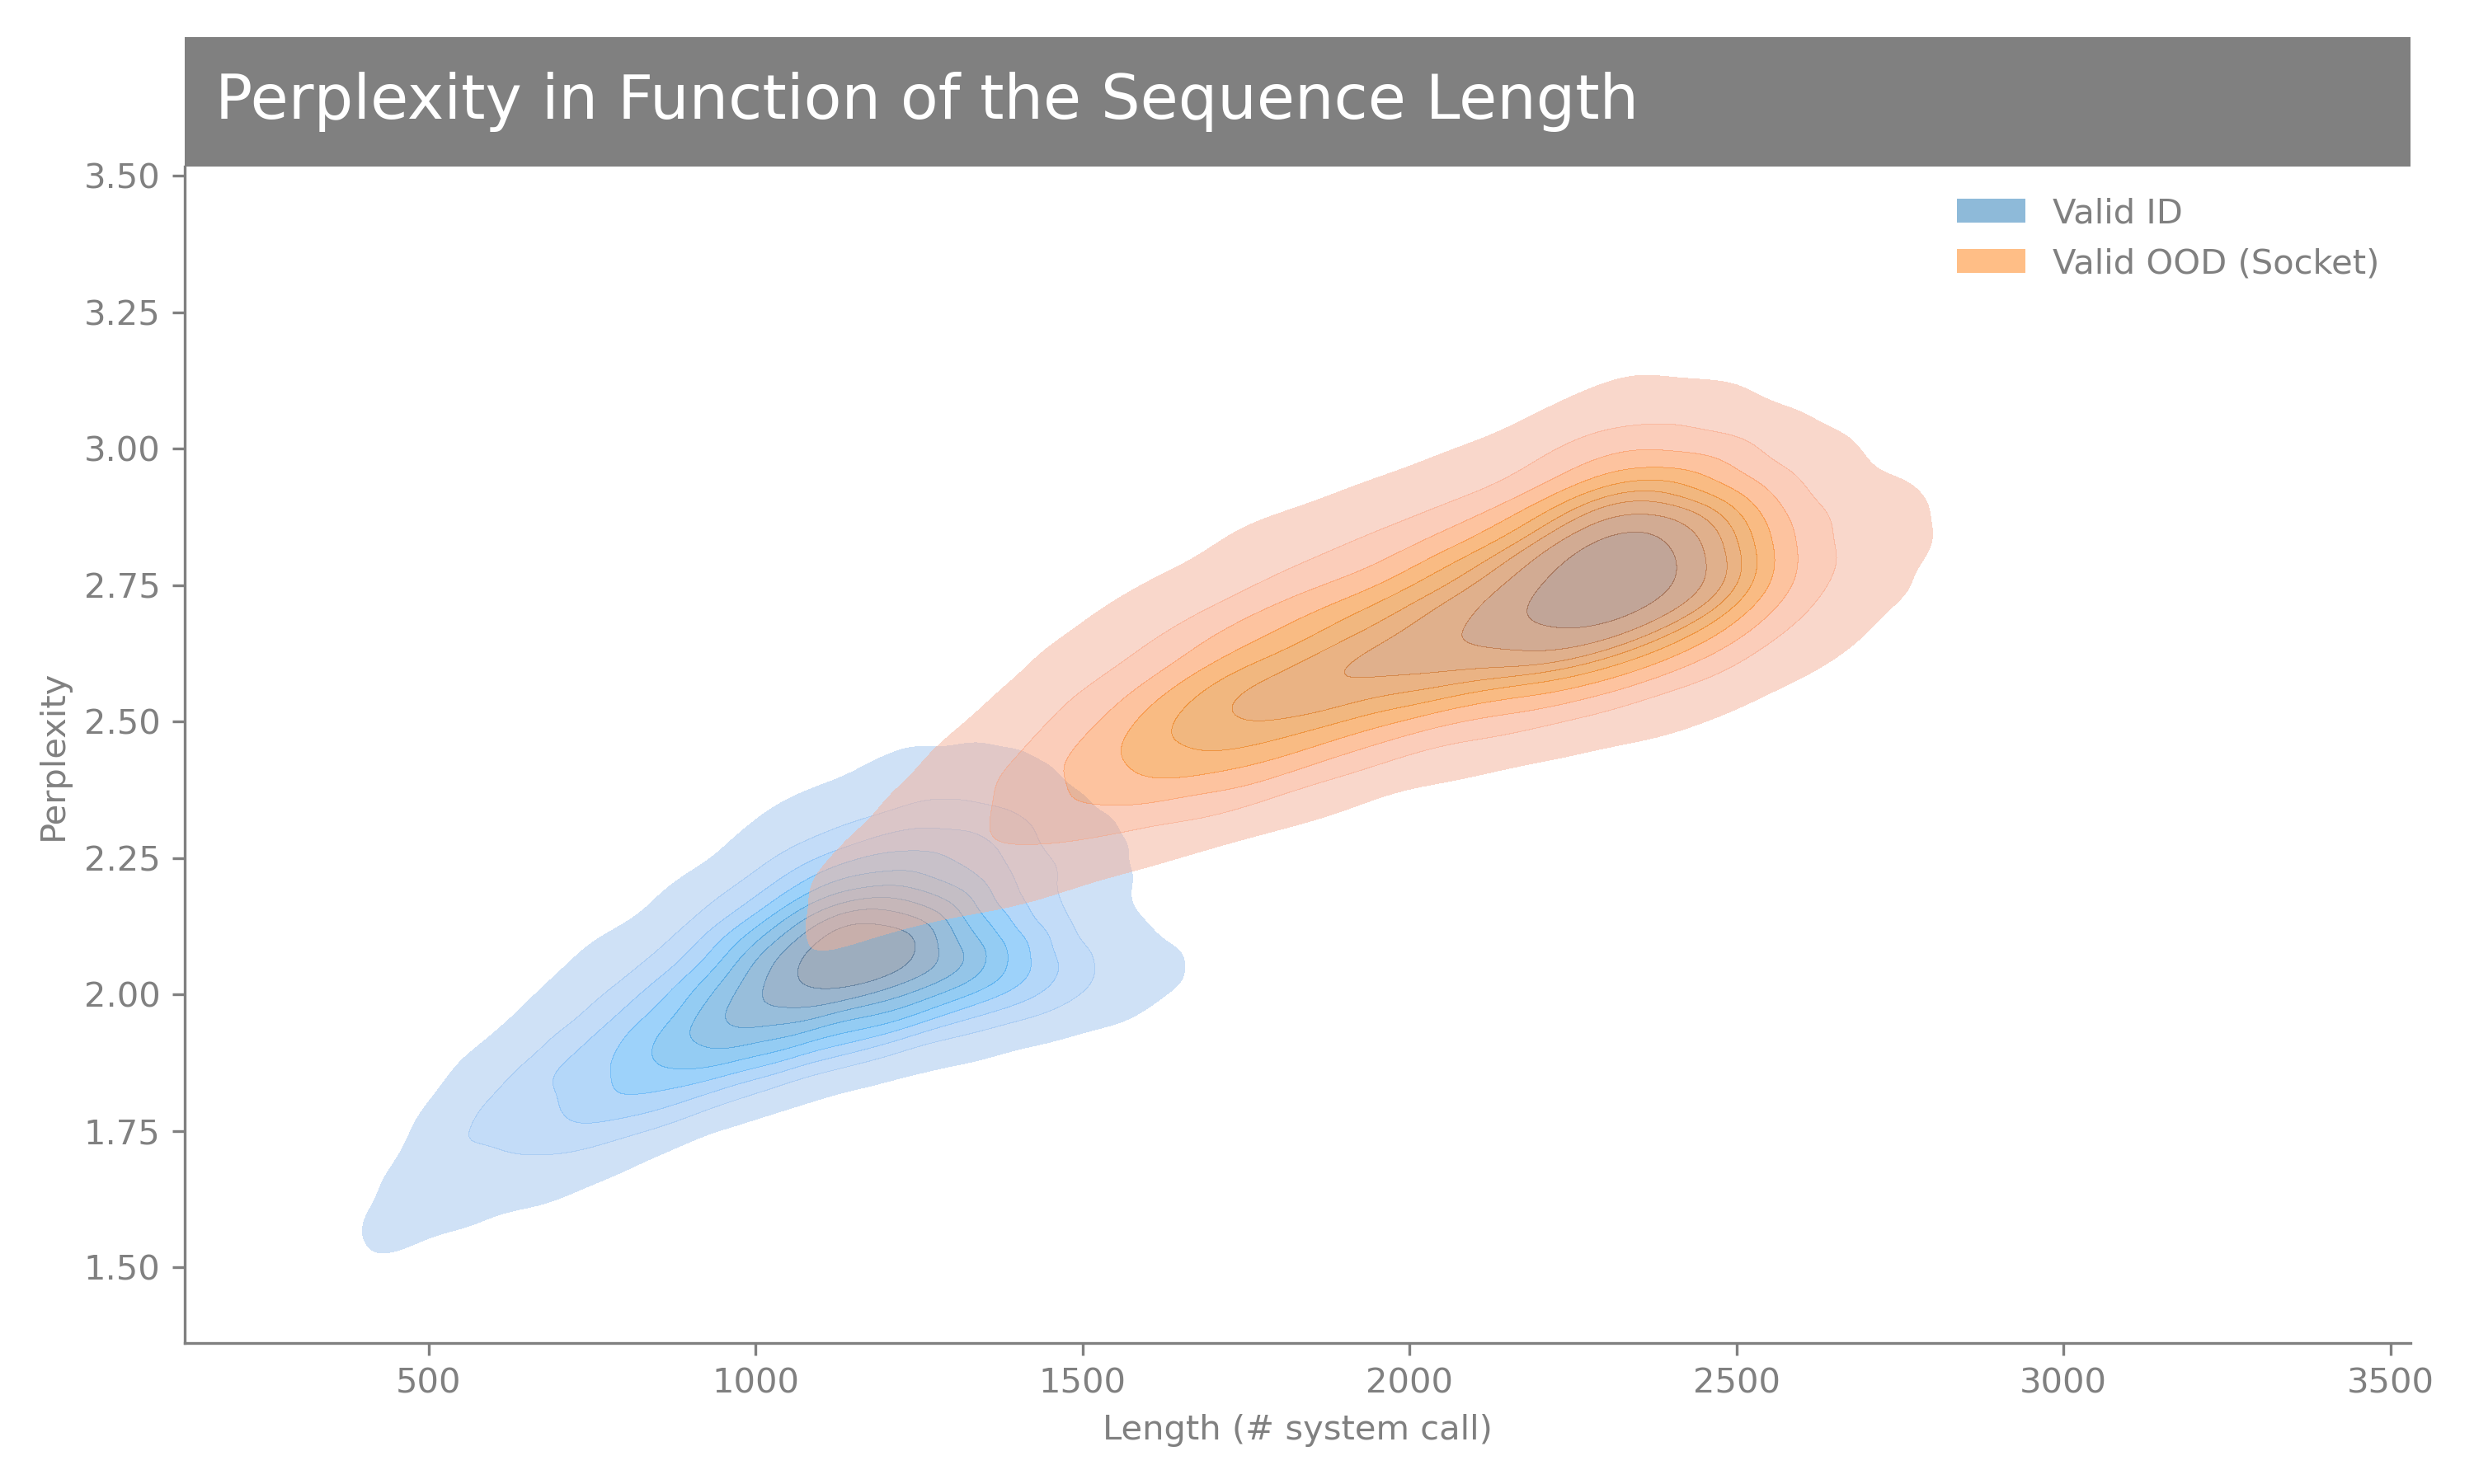 Perplexity in Function of the Sequence Length
Valid ID
Valid OOD (Socket)
3.50
3.25
3.00
2.75
2.50
2.25
2.00
1.75
1.50
Perplexity
500 1000 1500 2000 2500 3000 3500
Length (# system call)